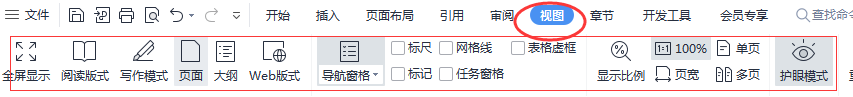 文件 开始 插入 页面布局 引用 审阅 视图 章节 开发工具 会员专享 查找命令
全屏显示 阅读版式 写作模式 页面 大纲 Web版式 导航窗格 显示比例 护眼模式
标尺 网格线 表格虚框 1:1 100% 单页
标记 任务窗格 页宽 多页